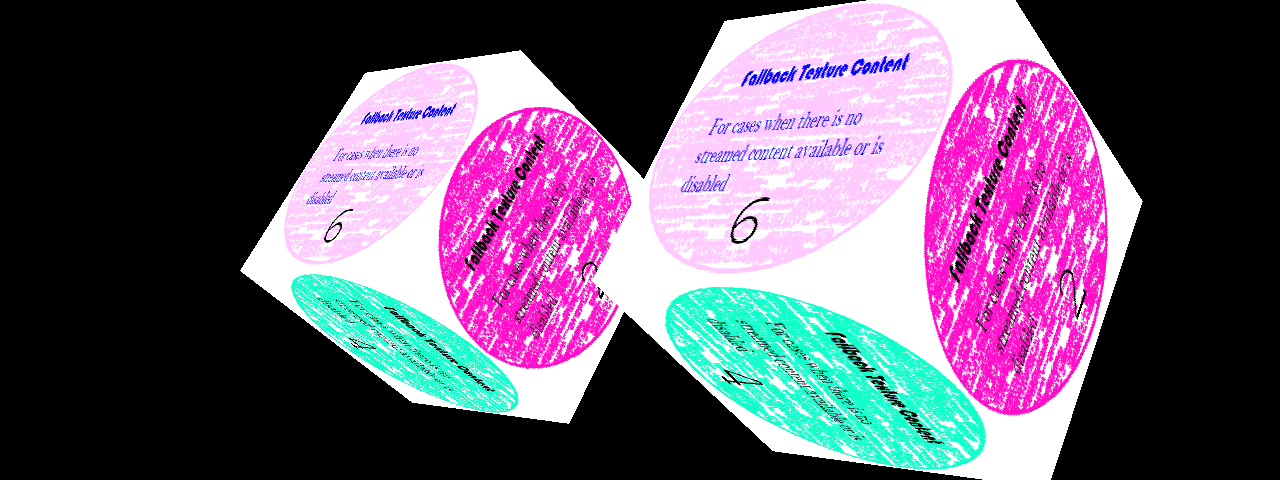 Fallback Texture Content
For cases when there is no
streamed content available or is
disabled
6
Fallback Texture Content
For cases when there is no
streamed content available or is
disabled
Fallback Texture Content
For cases when there is no
streamed content available or is
disabled
4
Fallback Texture Content
For cases when there is no
streamed content available or is
disabled
6
Fallback Texture Content
For cases when there is no
streamed content available or is
disabled
2
Fallback Texture Content
For cases when there is no
streamed content available or is
disabled
4